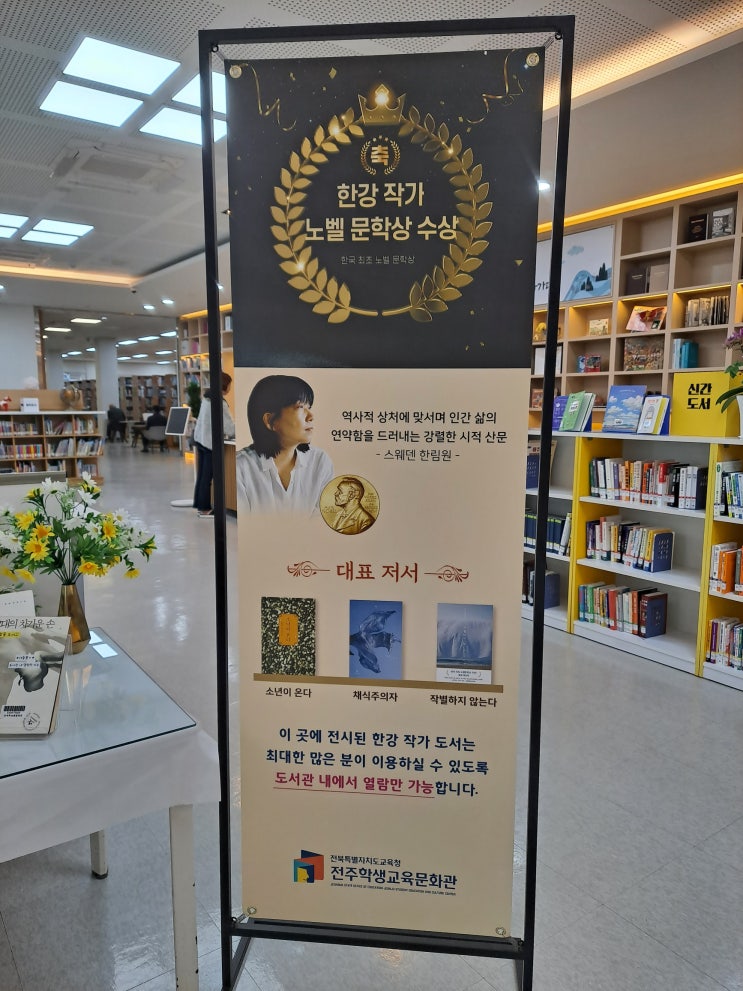 축
한강 작가
노벨 문학상 수상
한국 최초 노벨 문학상
역사적 상처에 맞서며 인간 삶의
연약함을 드러내는 강렬한 시적 산문
- 스웨덴 한림원 -
대표 저서
소년이 온다
채식주의자
작별하지 않는다
이 곳에 전시된 한강 작가 도서는
최대한 많은 분이 이용하실 수 있도록
도서관 내에서 열람만 가능합니다.
전북특별자치도교육청
전주학생교육문화관
신간
도서
차가운 손